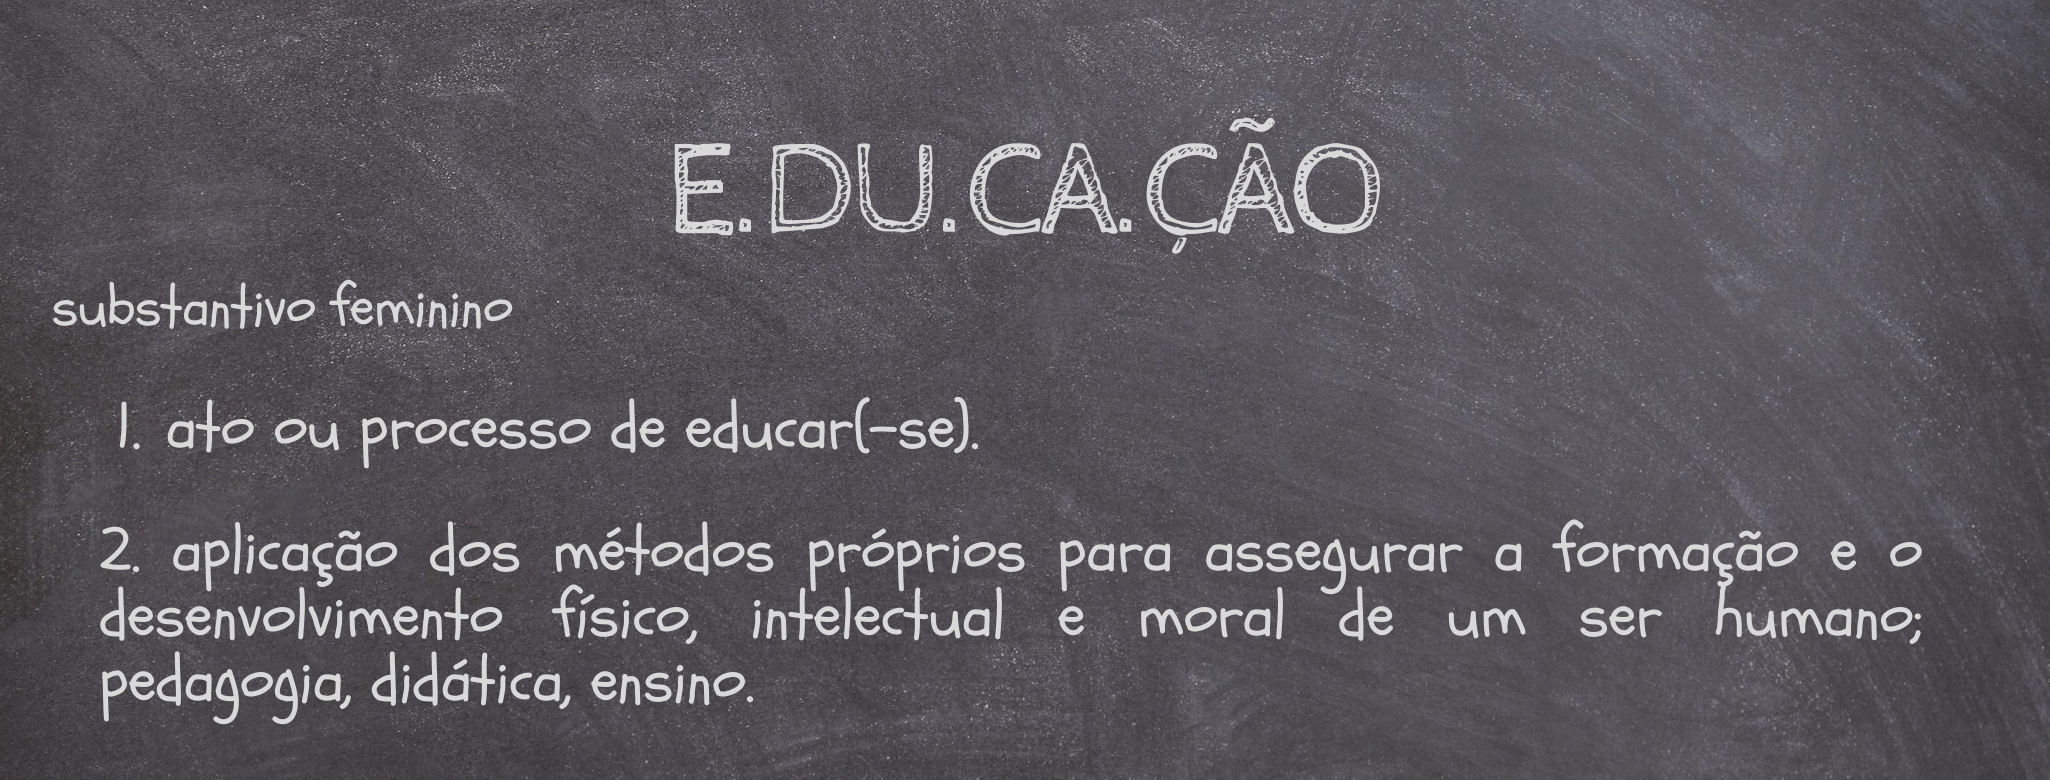 E.DU.CA.ÇÃO
substantivo feminino
1. ato ou processo de educar(-se).
2. aplicação dos métodos próprios para assegurar a formação e o
desenvolvimento físico, intelectual e moral de um ser humano;
pedagogia, didática, ensino.